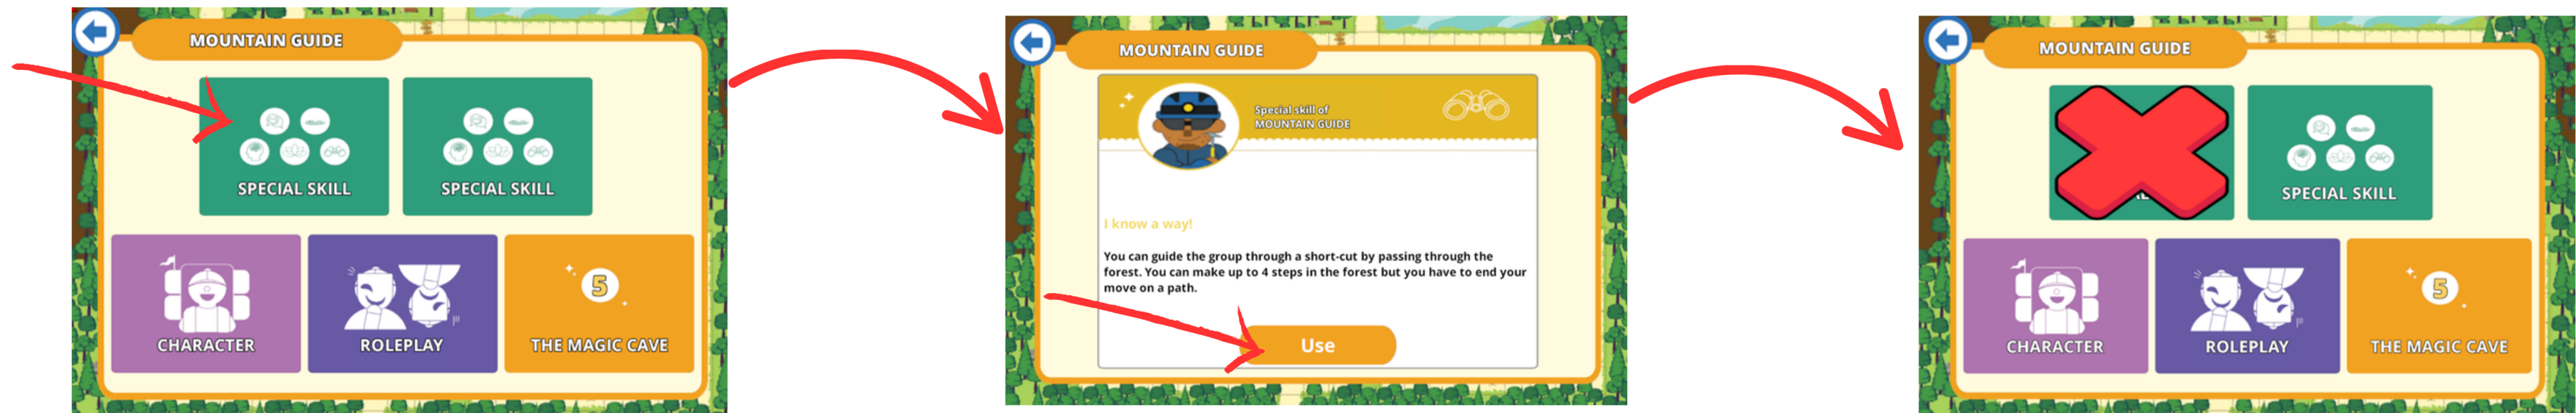 MOUNTAIN GUIDE
SPECIAL SKILL
SPECIAL SKILL
CHARACTER
ROLEPLAY
5
THE MAGIC CAVE
MOUNTAIN GUIDE
Special skill of
MOUNTAIN GUIDE
I know a way!
You can guide the group through a short-cut by passing through the
forest. You can make up to 4 steps in the forest but you have to end your
move on a path.
Use
MOUNTAIN GUIDE
SPECIAL SKILL
CHARACTER
ROLEPLAY
5
THE MAGIC CAVE